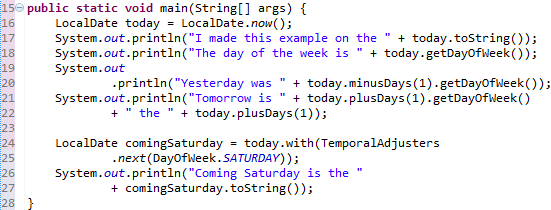 15 public static void main(String[] args) {
16     LocalDate today = LocalDate.now();
17     System.out.println("I made this example on the " + today.toString());
18     System.out.println("The day of the week is " + today.getDayOfWeek());
19     System.out
20             .println("Yesterday was " + today.minusDays(1).getDayOfWeek());
21     System.out.println("Tomorrow is " + today.plusDays(1).getDayOfWeek()
22             + " the " + today.plusDays(1));
23
24     LocalDate comingSaturday = today.with(TemporalAdjusters
25             .next(DayOfWeek.SATURDAY));
26     System.out.println("Coming Saturday is the "
27             + comingSaturday.toString());
28 }